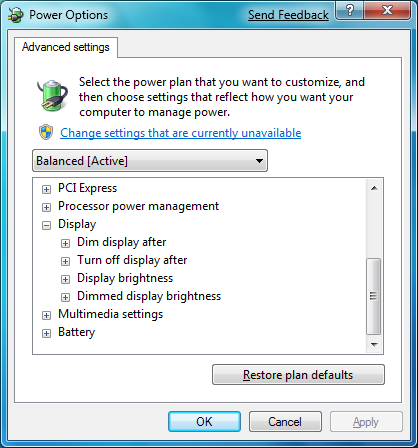 Power Options
Send Feedback
Advanced settings
Select the power plan that you want to customize, and
then choose settings that reflect how you want your
computer to manage power.
Change settings that are currently unavailable
Balanced [Active]
PCI Express
Processor power management
Display
Dim display after
Turn off display after
Display brightness
Dimmed display brightness
Multimedia settings
Battery
Restore plan defaults
OK
Cancel
Apply